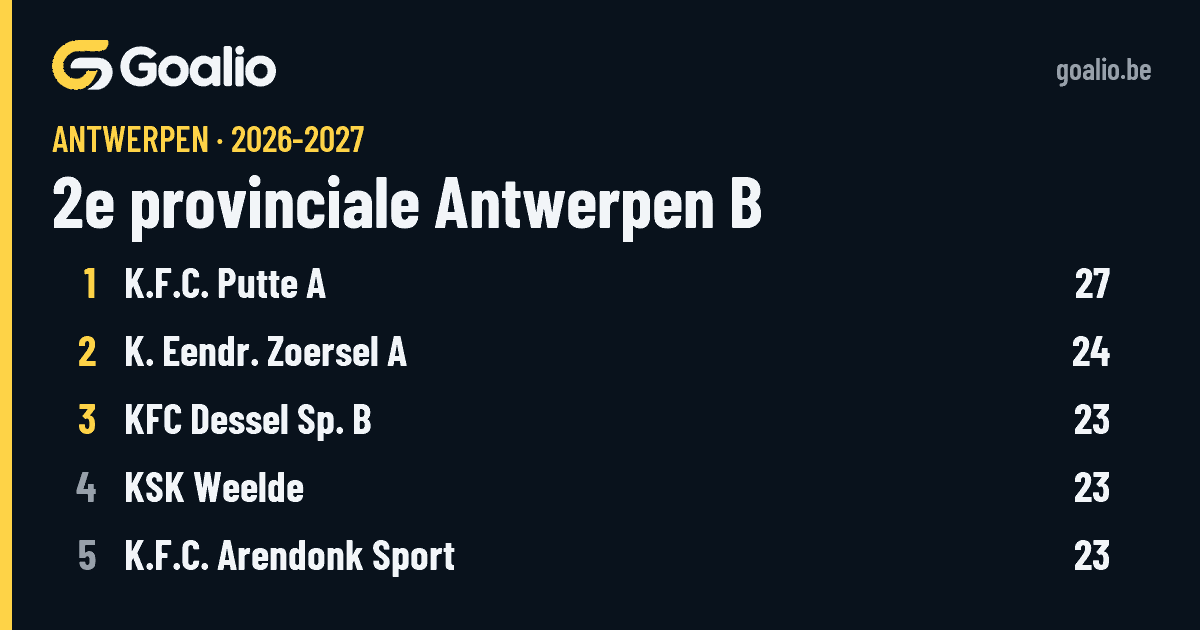 Goalio
goalio.be
ANTWERPEN · 2026-2027
2e provinciale Antwerpen B
1 K.F.C. Putte A 27
2 K. Eendr. Zoersel A 24
3 KFC Dessel Sp. B 23
4 KSK Weelde 23
5 K.F.C. Arendonk Sport 23